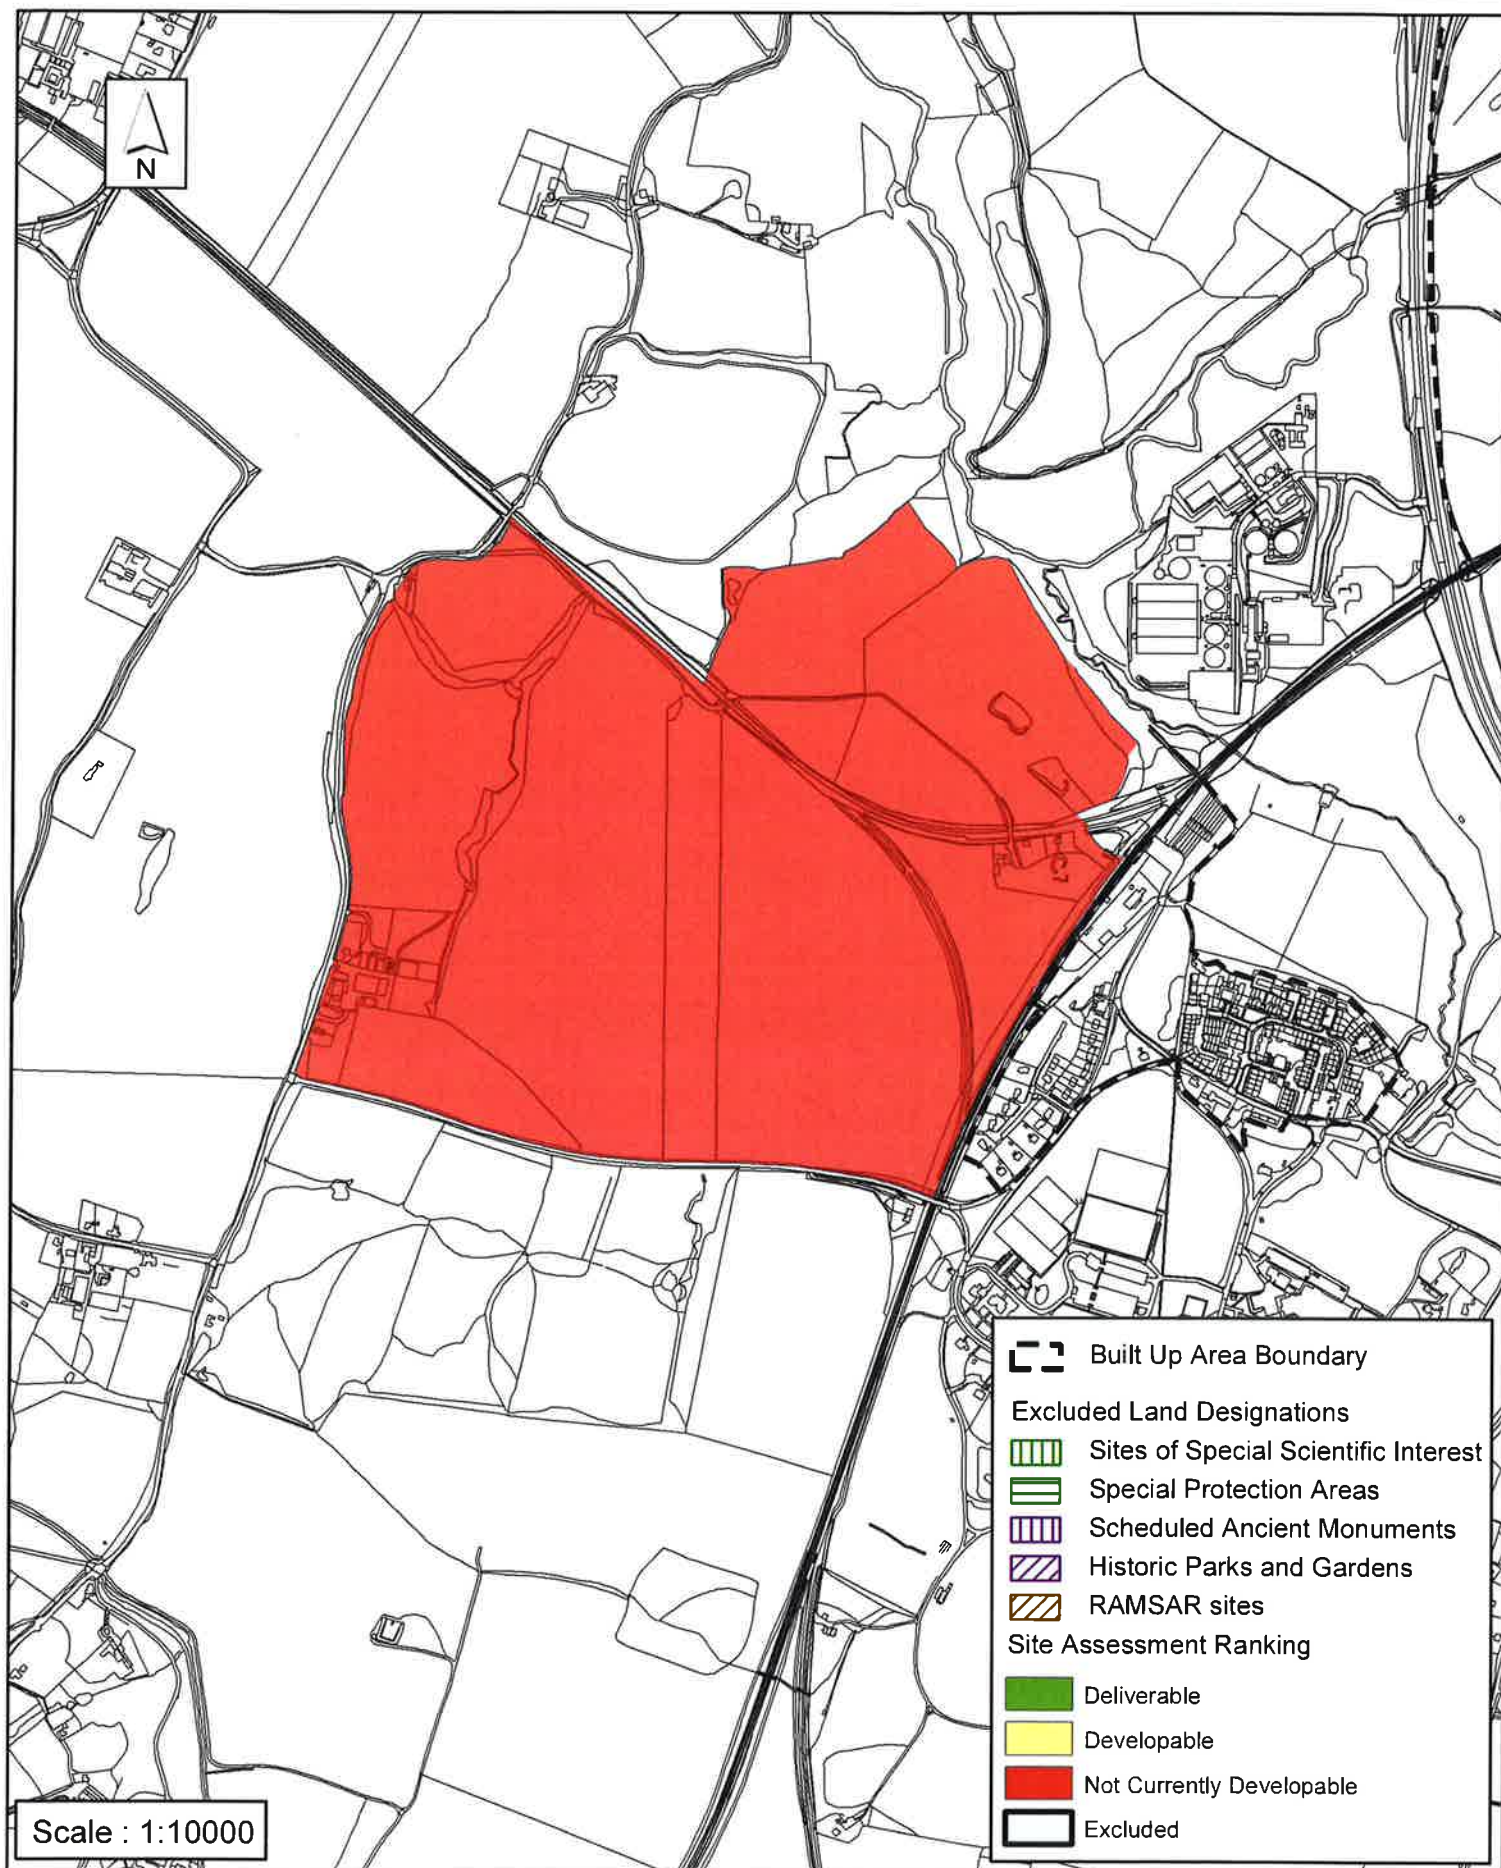 N
Built Up Area Boundary
Excluded Land Designations
Sites of Special Scientific Interest
Special Protection Areas
Scheduled Ancient Monuments
Historic Parks and Gardens
RAMSAR sites
Site Assessment Ranking
Deliverable
Developable
Not Currently Developable
Excluded
Scale : 1:10000